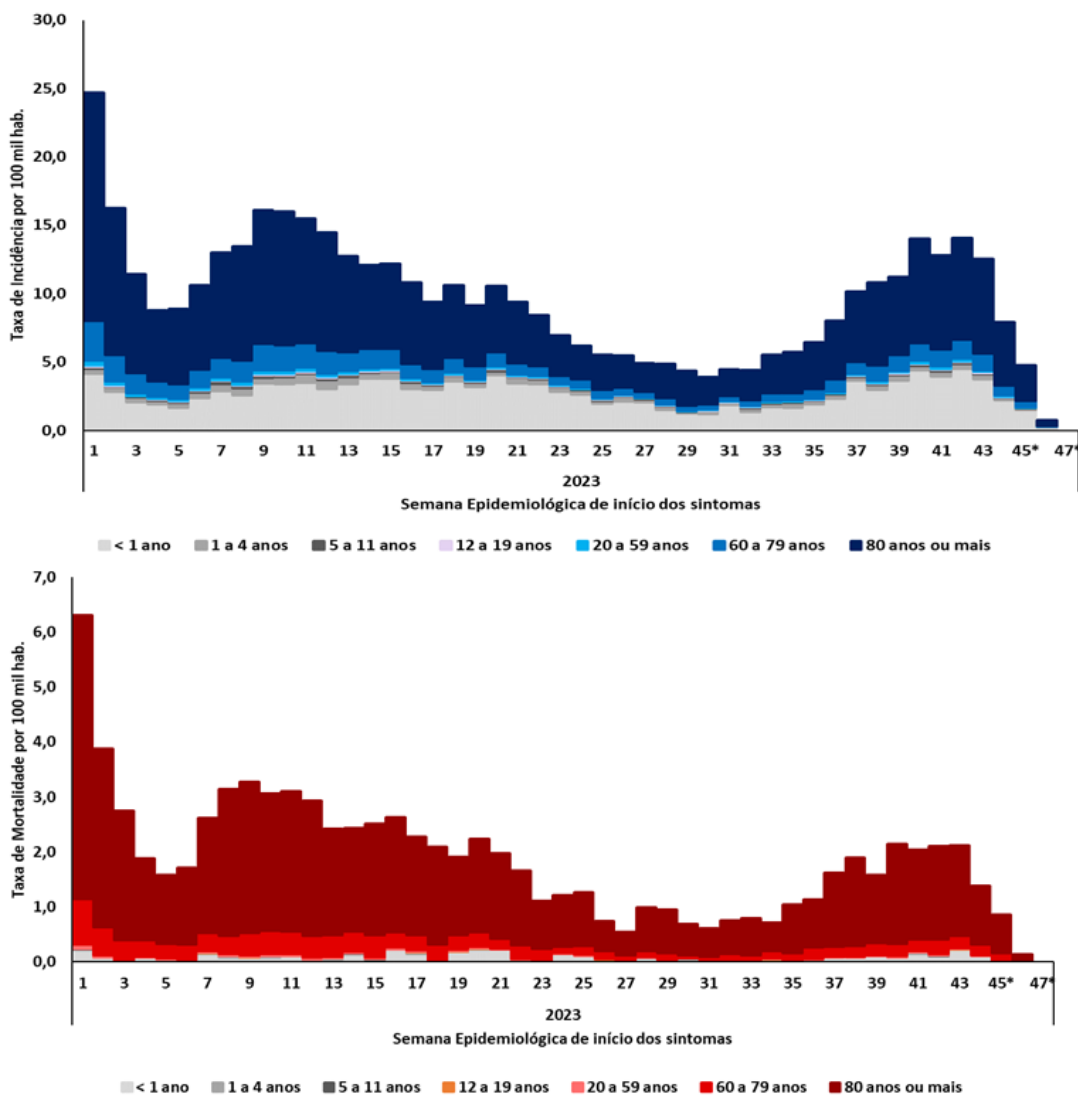 Taxa de Incidência por 100 mil hab.
30,0
25,0
20,0
15,0
10,0
5,0
0,0
1 3 5 7 9 11 13 15 17 19 21 23 25 27 29 31 33 35 37 39 41 43 45* 47*
2023
Semana Epidemiológica de início dos sintomas
< 1 ano 1 a 4 anos 5 a 11 anos 12 a 19 anos 20 a 59 anos 60 a 79 anos 80 anos ou mais
Taxa de Mortalidade por 100 mil hab.
7,0
6,0
5,0
4,0
3,0
2,0
1,0
0,0
1 3 5 7 9 11 13 15 17 19 21 23 25 27 29 31 33 35 37 39 41 43 45* 47*
2023
Semana Epidemiológica de início dos sintomas
< 1 ano 1 a 4 anos 5 a 11 anos 12 a 19 anos 20 a 59 anos 60 a 79 anos 80 anos ou mais